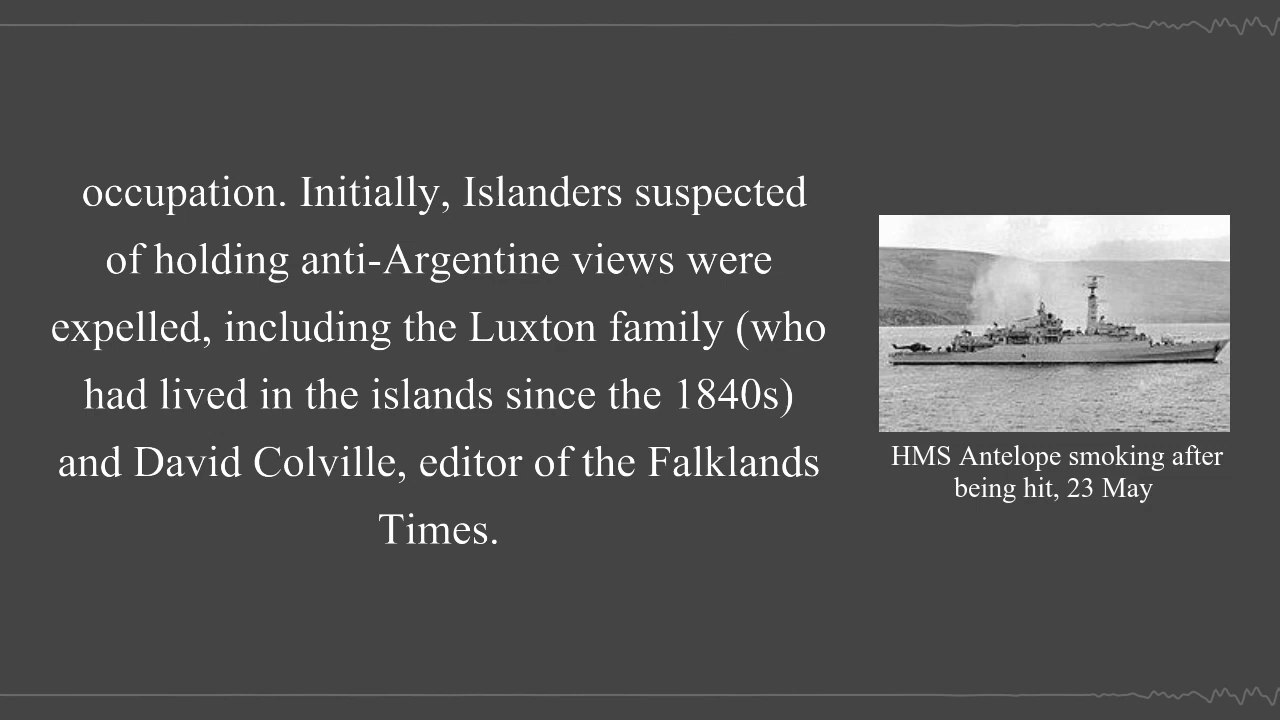 occupation. Initially, Islanders suspected
of holding anti-Argentine views were
expelled, including the Luxton family (who
had lived in the islands since the 1840s)
and David Colville, editor of the Falklands
Times.
HMS Antelope smoking after
being hit, 23 May